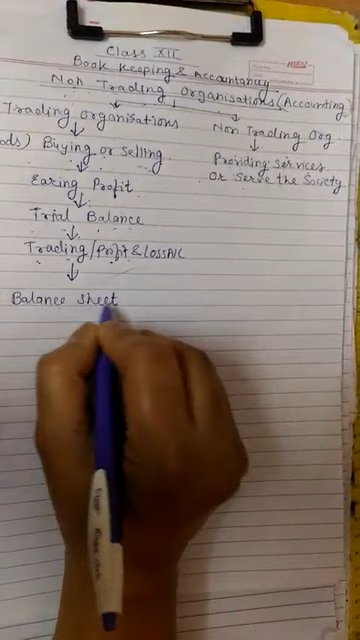 Class XII
Book Keeping & Accountancy
Non Trading Organisations (Accounting
Trading organisations
ods) Buying or selling
Earing Profit
Trial Balance
Trading/Profit & Loss A/C
Balance sheet
Non Trading Org.
Providing Services
or Serve the Society